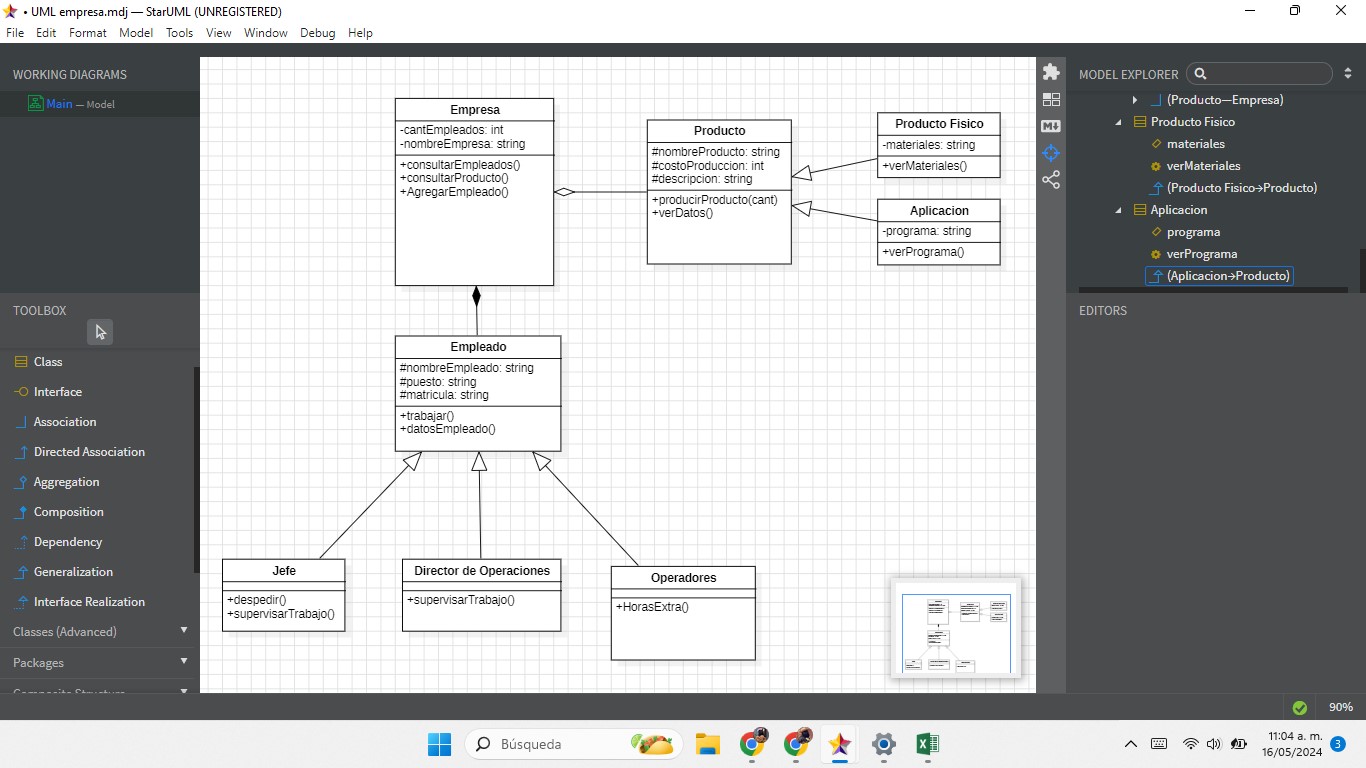 • UML empresa.mdj — StarUML (UNREGISTERED)
File Edit Format Model Tools View Window Debug Help
WORKING DIAGRAMS
Main — Model
TOOLBOX
Class
Interface
Association
Directed Association
Aggregation
Composition
Dependency
Generalization
Interface Realization
Classes (Advanced)
Packages
Composite Structure
Empresa
-cantEmpleados: int
-nombreEmpresa: string
+consultarEmpleados()
+consultarProducto()
+AgregarEmpleado()
Producto
#nombreProducto: string
#costoProduccion: int
#descripcion: string
+producirProducto(cant)
+verDatos()
Producto Fisico
-materiales: string
+verMateriales()
Aplicacion
-programa: string
+verPrograma()
Empleado
#nombreEmpleado: string
#puesto: string
#matricula: string
+trabajar()
+datosEmpleado()
Jefe
+despedir()
+supervisarTrabajo()
Director de Operaciones
+supervisarTrabajo()
Operadores
+HorasExtra()
MODEL EXPLORER
(Producto—Empresa)
Producto Fisico
materiales
verMateriales
(Producto Fisico→Producto)
Aplicacion
programa
verPrograma
(Aplicacion→Producto)
EDITORS
90%
Búsqueda
11:04 a. m.
16/05/2024
3